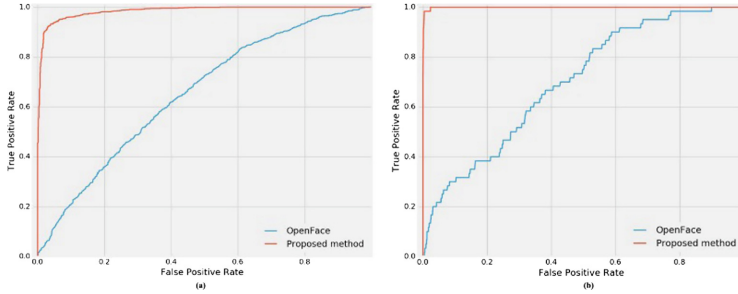 1.0
0.8
0.6
0.4
0.2
0.0
True Positive Rate
0.0 0.2 0.4 0.6 0.8
False Positive Rate
OpenFace
Proposed method
(a)
1.0
0.8
0.6
0.4
0.2
0.0
True Positive Rate
0.0 0.2 0.4 0.6 0.8
False Positive Rate
OpenFace
Proposed method
(b)